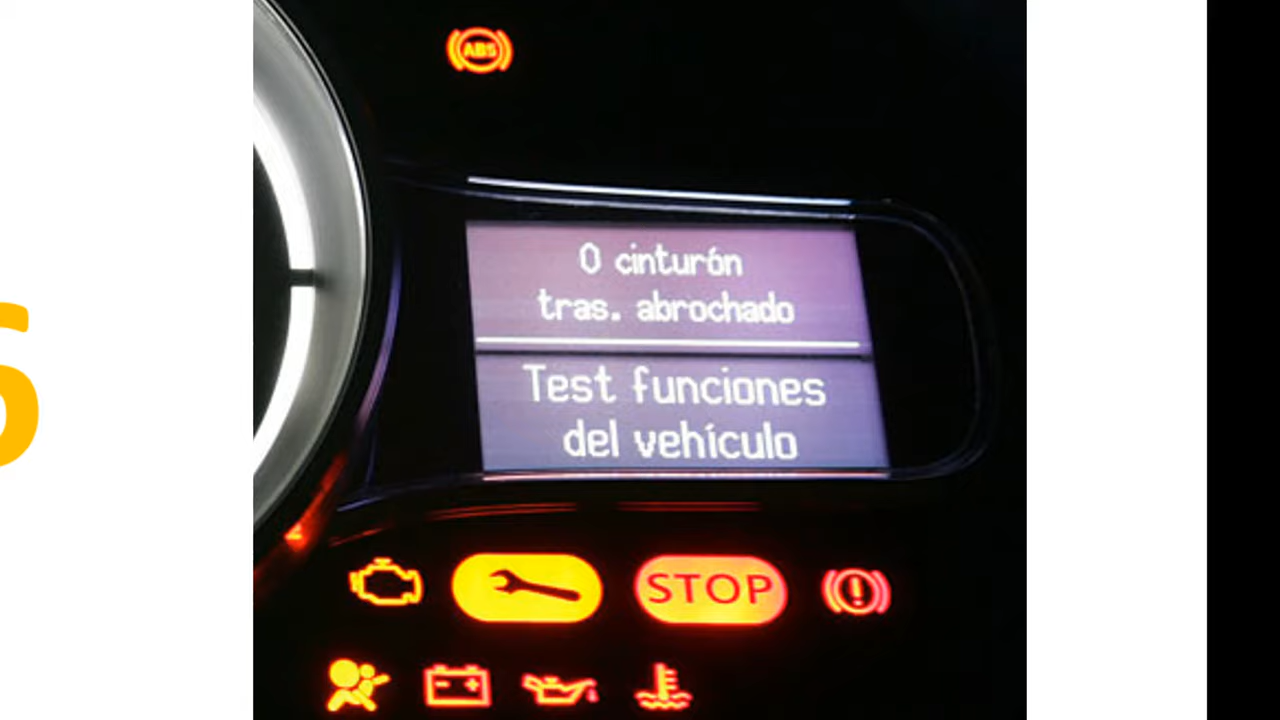 ABS
0 cinturón
tras. abrochado
Test funciones
del vehículo
STOP